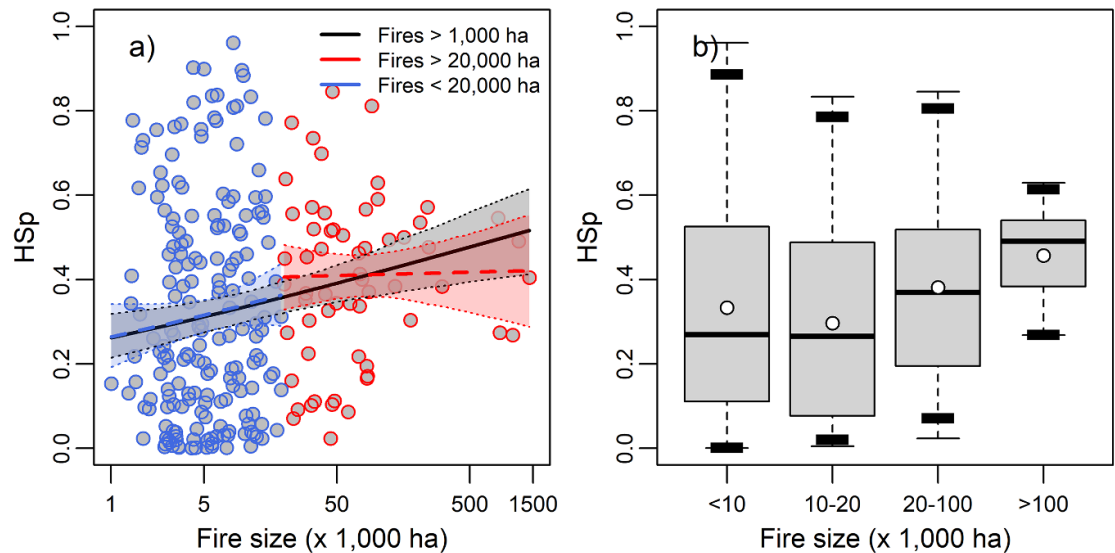 a)
Fires > 1,000 ha
Fires > 20,000 ha
Fires < 20,000 ha
HSp
1.0
0.8
0.6
0.4
0.2
0.0
1 5 50 500 1500
Fire size (x 1,000 ha)
b)
HSp
1.0
0.8
0.6
0.4
0.2
0.0
<10 10-20 20-100 >100
Fire size (x 1,000 ha)